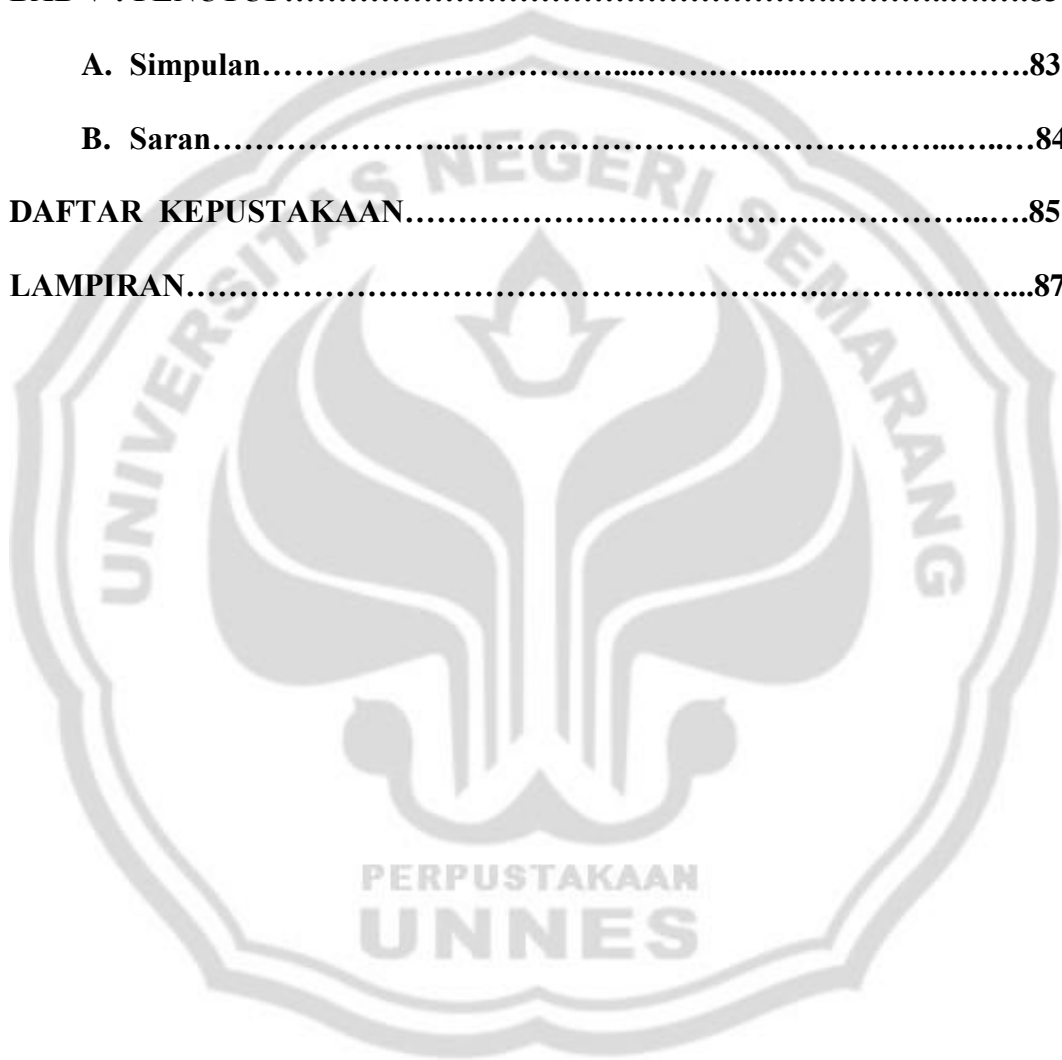 A. Simpulan…………………………......…….…......………………….83
B. Saran……………………......……………………………………...…..…84
DAFTAR KEPUSTAKAAN……………………………………..…………...….85
LAMPIRAN…………………………………………………..………………...…....87
UNIVERSITAS NEGERI SEMARANG
PERPUSTAKAAN
UNNES